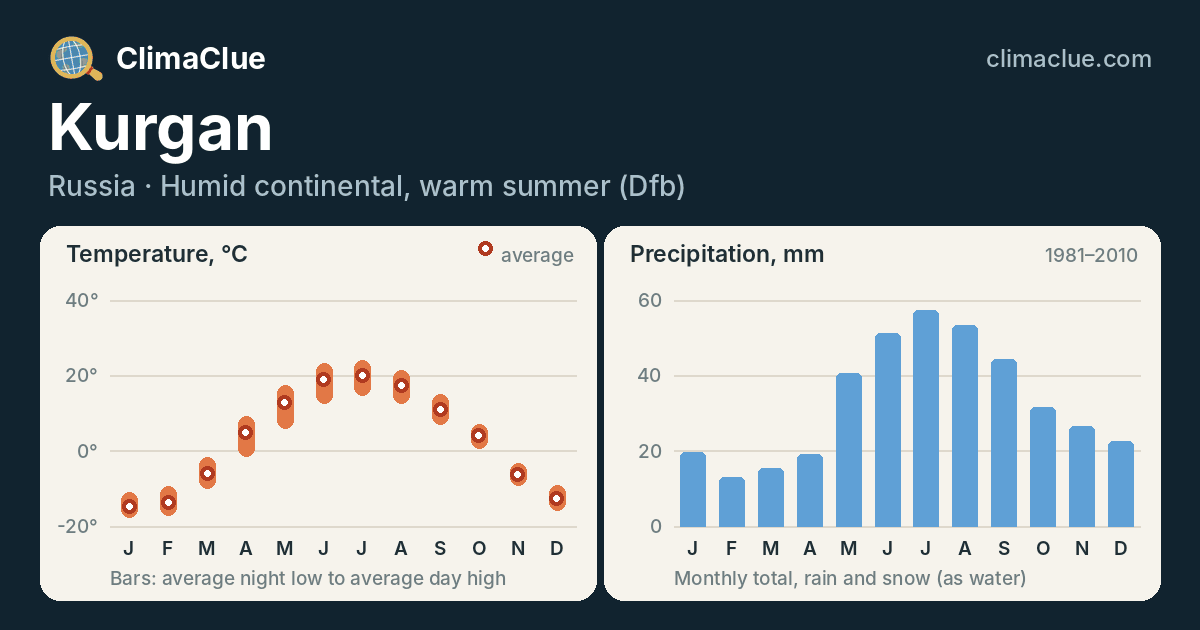 ClimaClue
climaclue.com
Kurgan
Russia · Humid continental, warm summer (Dfb)
Temperature, °C
average
40°
20°
0°
-20°
J F M A M J J A S O N D
Bars: average night low to average day high
Precipitation, mm
1981–2010
60
40
20
0
J F M A M J J A S O N D
Monthly total, rain and snow (as water)